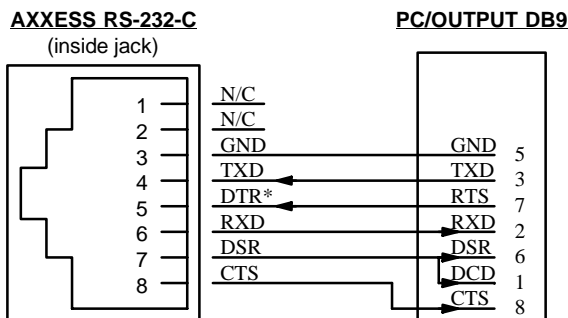 AXXESS RS-232-C PC/OUTPUT DB9
(inside jack)
1 N/C
2 N/C
3 GND GND 5
4 TXD TXD 3
5 DTR* RTS 7
6 RXD RXD 2
7 DSR DSR 6
DCD 1
8 CTS CTS 8